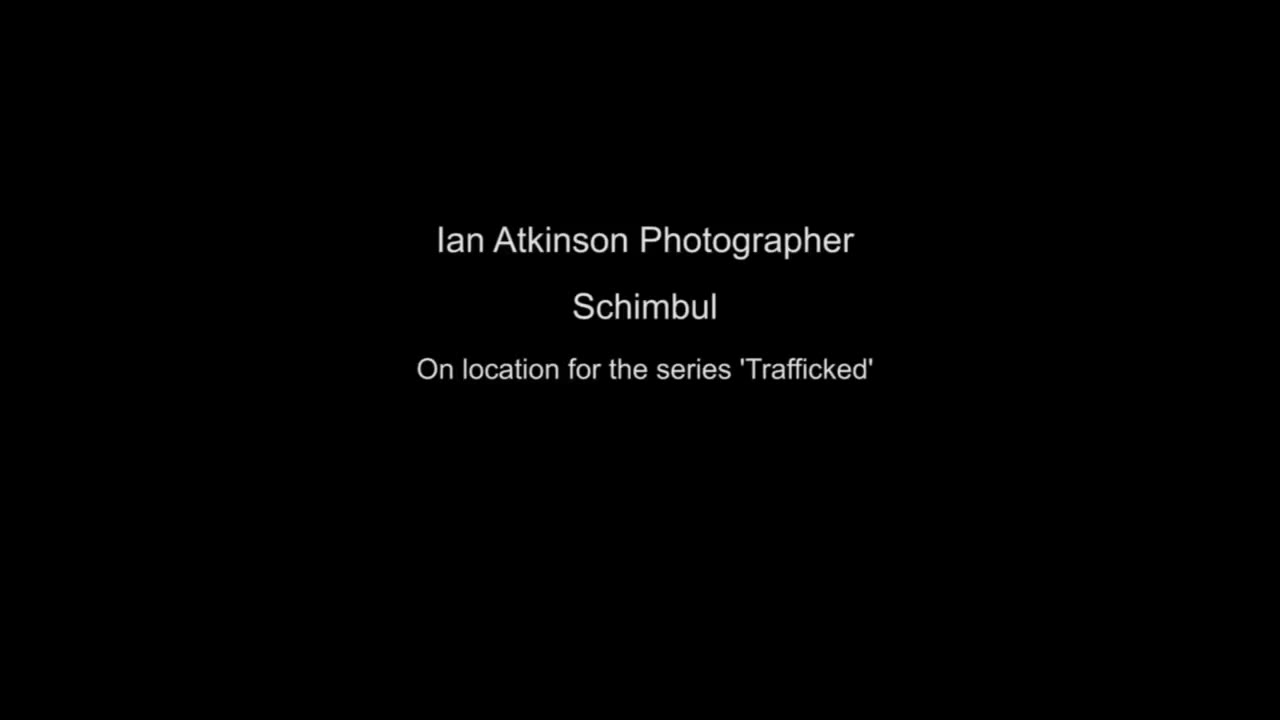 Ian Atkinson Photographer
Schimbul
On location for the series 'Trafficked'